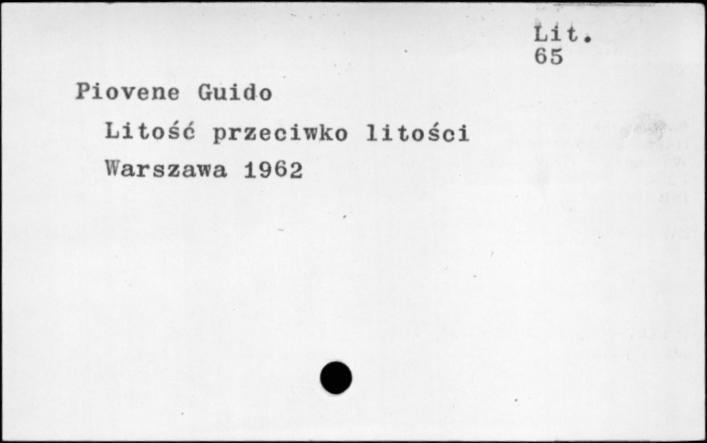 Lit.
65
Piovene Guido
Litość przeciwko litości
Warszawa 1962